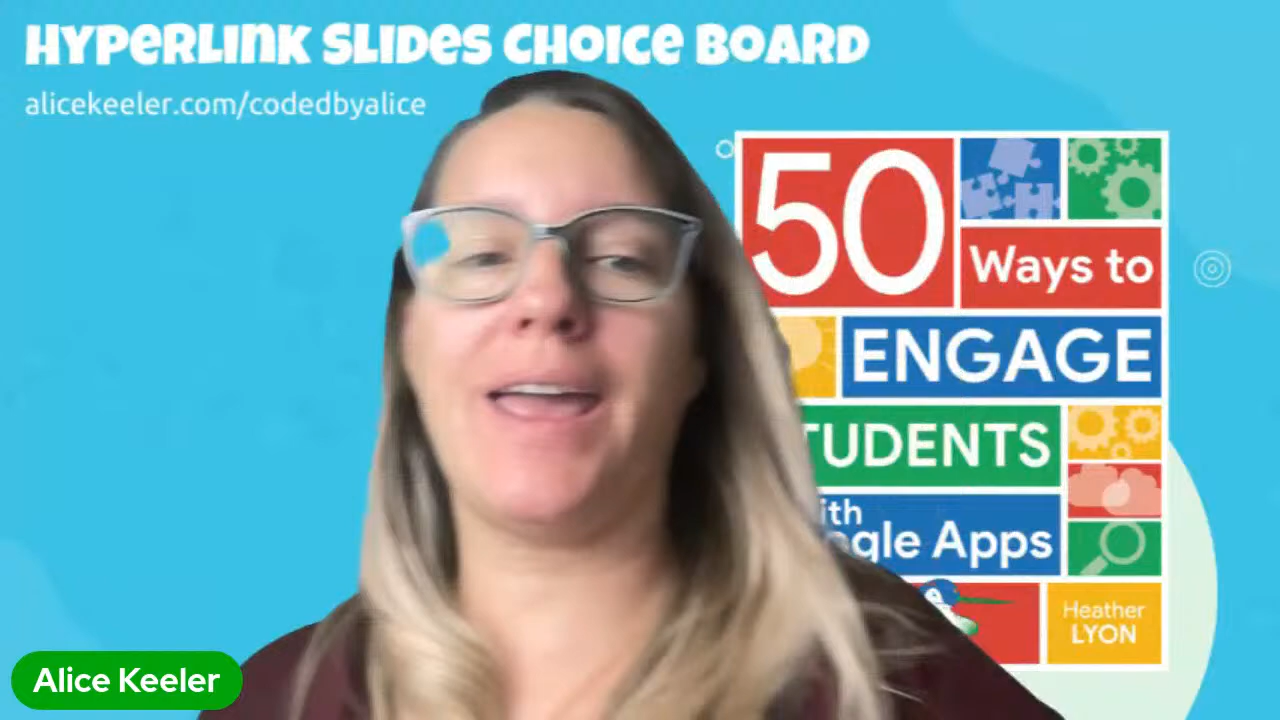 HYPERLINK SLIDES CHOICE BOARD
alicekeeler.com/codedbyalice
50
Ways to
ENGAGE
TUDENTS
ith
gle Apps
Heather
LYON
Alice Keeler